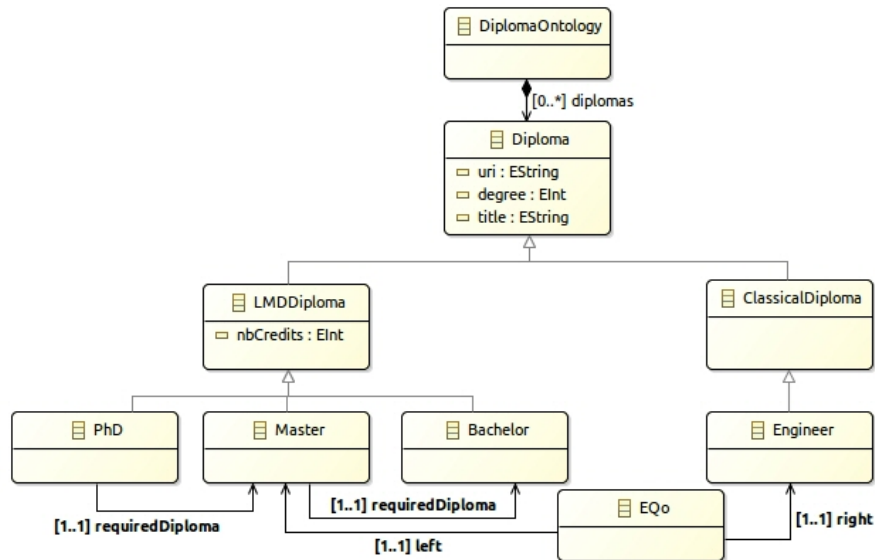 DiplomaOntology
[0..*] diplomas
Diploma
uri : EString
degree : EInt
title : EString
LMDDiploma
nbCredits : EInt
ClassicalDiploma
PhD
Master
Bachelor
Engineer
[1..1] requiredDiploma
[1..1] requiredDiploma
EQo
[1..1] right
[1..1] left